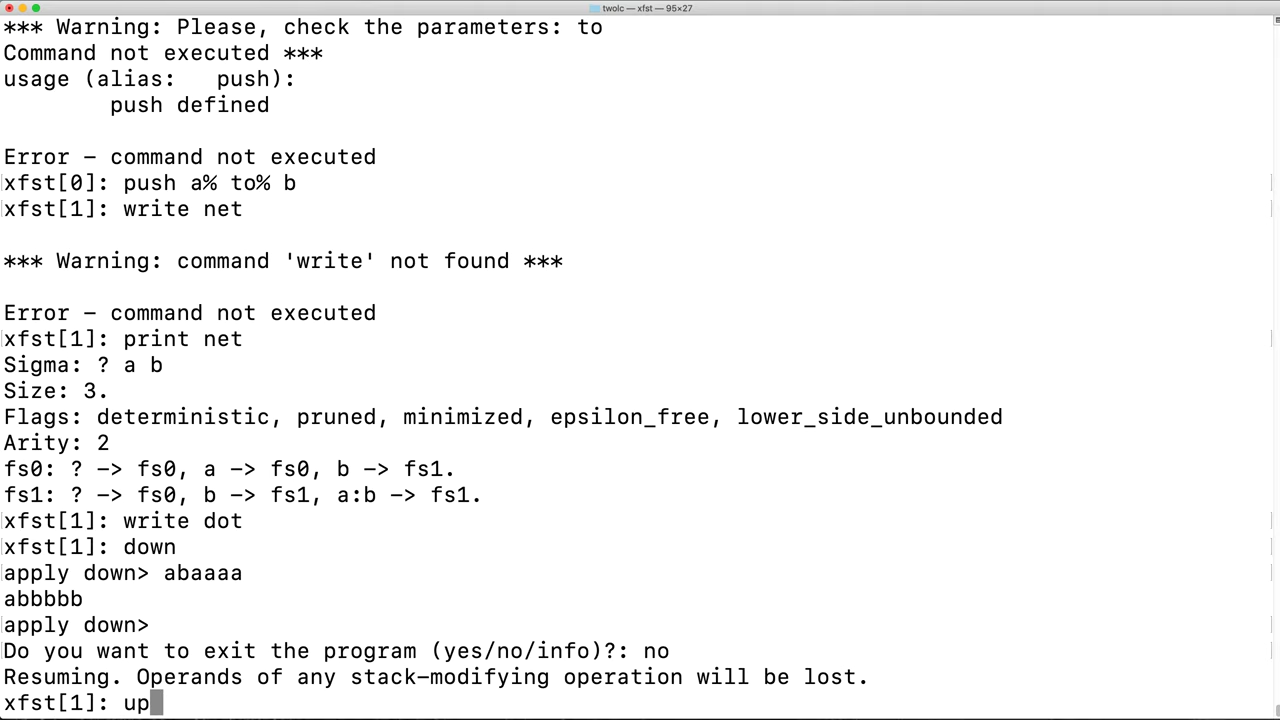 twolc — xfst — 95×27
*** Warning: Please, check the parameters: to
Command not executed ***
usage (alias:   push):
        push defined
Error - command not executed
xfst[0]: push a% to% b
xfst[1]: write net
*** Warning: command 'write' not found ***
Error - command not executed
xfst[1]: print net
Sigma: ? a b
Size: 3.
Flags: deterministic, pruned, minimized, epsilon_free, lower_side_unbounded
Arity: 2
fs0: ? -> fs0, a -> fs0, b -> fs1.
fs1: ? -> fs0, b -> fs1, a:b -> fs1.
xfst[1]: write dot
xfst[1]: down
apply down> abaaaa
abbbbb
apply down>
Do you want to exit the program (yes/no/info)?: no
Resuming. Operands of any stack-modifying operation will be lost.
xfst[1]: up